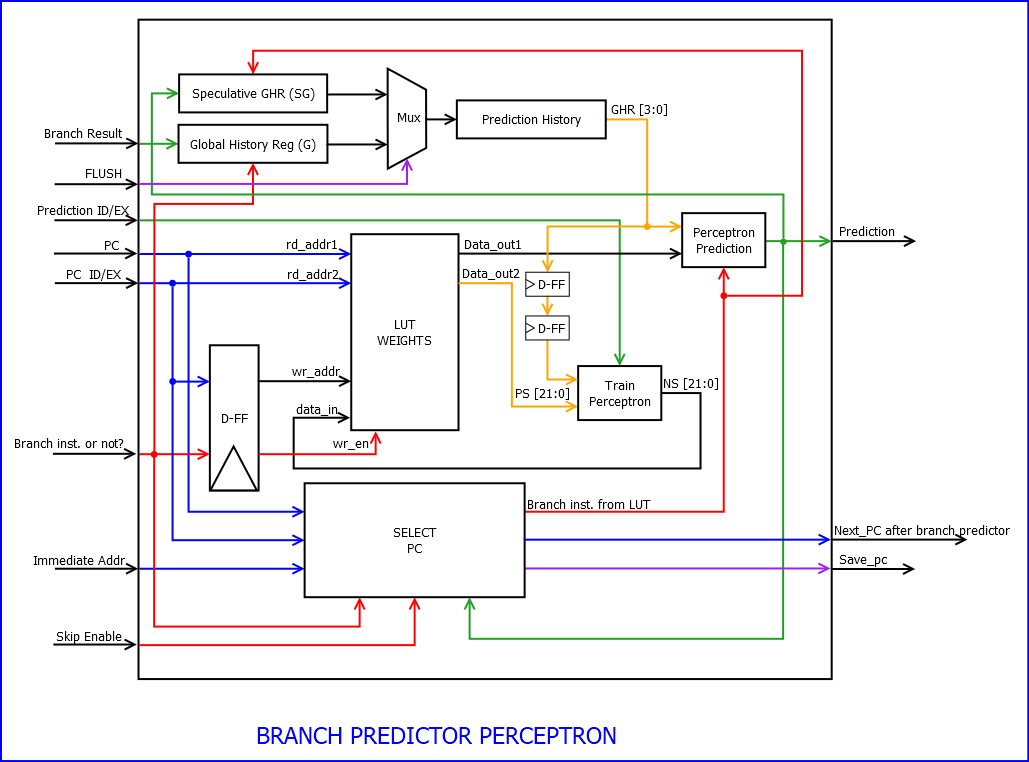 Speculative GHR (SG)
Mux
GHR [3:0]
Prediction History
Branch Result
Global History Reg (G)
FLUSH
Prediction ID/EX
Perceptron
Prediction
Prediction
PC
rd_addr1
Data_out1
PC ID/EX
rd_addr2
Data_out2
D-FF
D-FF
LUT
WEIGHTS
wr_addr
Train
Perceptron
NS [21:0]
PS [21:0]
data_in
D-FF
Branch inst. or not?
wr_en
Branch inst. from LUT
SELECT
PC
Next_PC after branch predictor
Immediate Addr
Save_pc
Skip Enable
BRANCH PREDICTOR PERCEPTRON